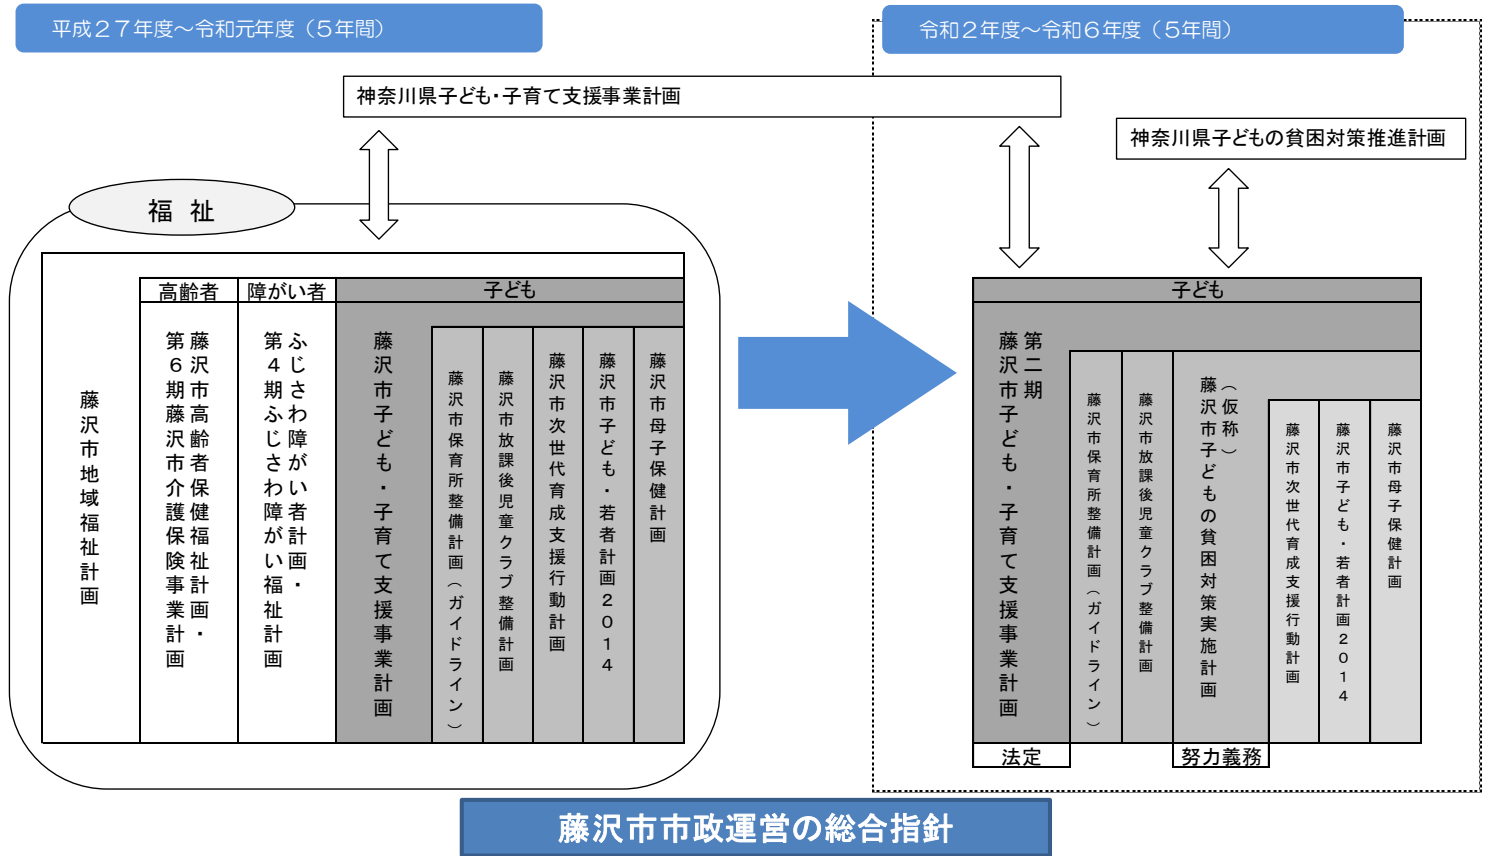 平成２７年度～令和元年度（５年間）
令和２年度～令和６年度（５年間）
神奈川県子ども・子育て支援事業計画
神奈川県子どもの貧困対策推進計画
福 祉
藤沢市地域福祉計画
高齢者
藤沢市高齢者保健福祉計画・
第６期藤沢市介護保険事業計画
障がい者
ふじさわ障がい者計画・
第４期ふじさわ障がい福祉計画
子ども
藤沢市子ども・子育て支援事業計画
藤沢市保育所整備計画（ガイドライン）
藤沢市放課後児童クラブ整備計画
藤沢市次世代育成支援行動計画
藤沢市子ども・若者計画２０１４
藤沢市母子保健計画
子ども
第二期
藤沢市子ども・子育て支援事業計画
藤沢市保育所整備計画（ガイドライン）
藤沢市放課後児童クラブ整備計画
（仮称）
藤沢市子どもの貧困対策実施計画
藤沢市次世代育成支援行動計画
藤沢市子ども・若者計画２０１４
藤沢市母子保健計画
法定
努力義務
藤沢市市政運営の総合指針